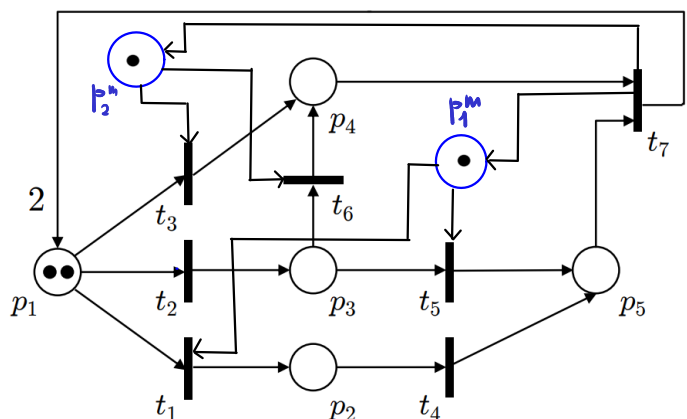 p₂ᵐ
p₄
p₁ᵐ
t₇
2
t₃
t₆
p₁
t₂
p₃
t₅
p₅
t₁
p₂
t₄